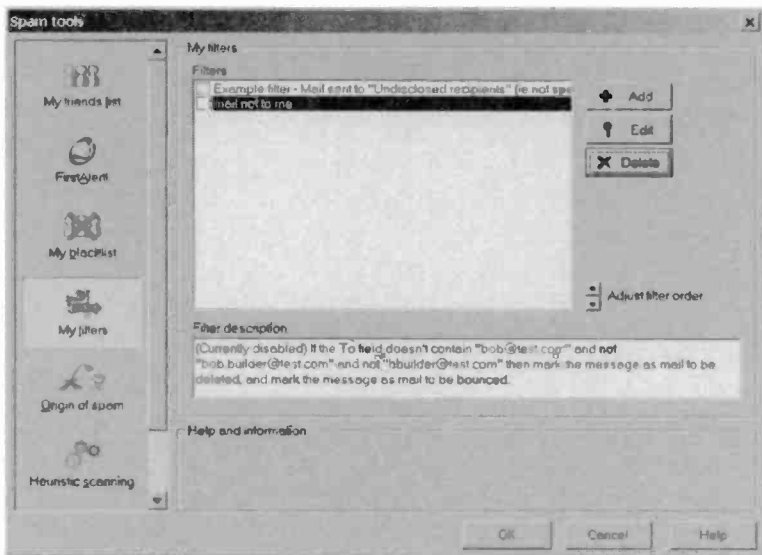 Spam tools
My friends list
FirstAlert!
My blacklist
My filters
Origin of spam
Heuristic scanning
My filters
Filters
Example filter - Mail sent to "Undisclosed recipients" (ie not spe
mail not to me
Add
Edit
Delete
Adjust filter order
Filter description
(Currently disabled) If the To field doesn't contain "bob@test.com" and not
"bob.builder@test.com" and not "bbuilder@test.com" then mark the message as mail to be
deleted, and mark the message as mail to be bounced.
Help and information
OK
Cancel
Help